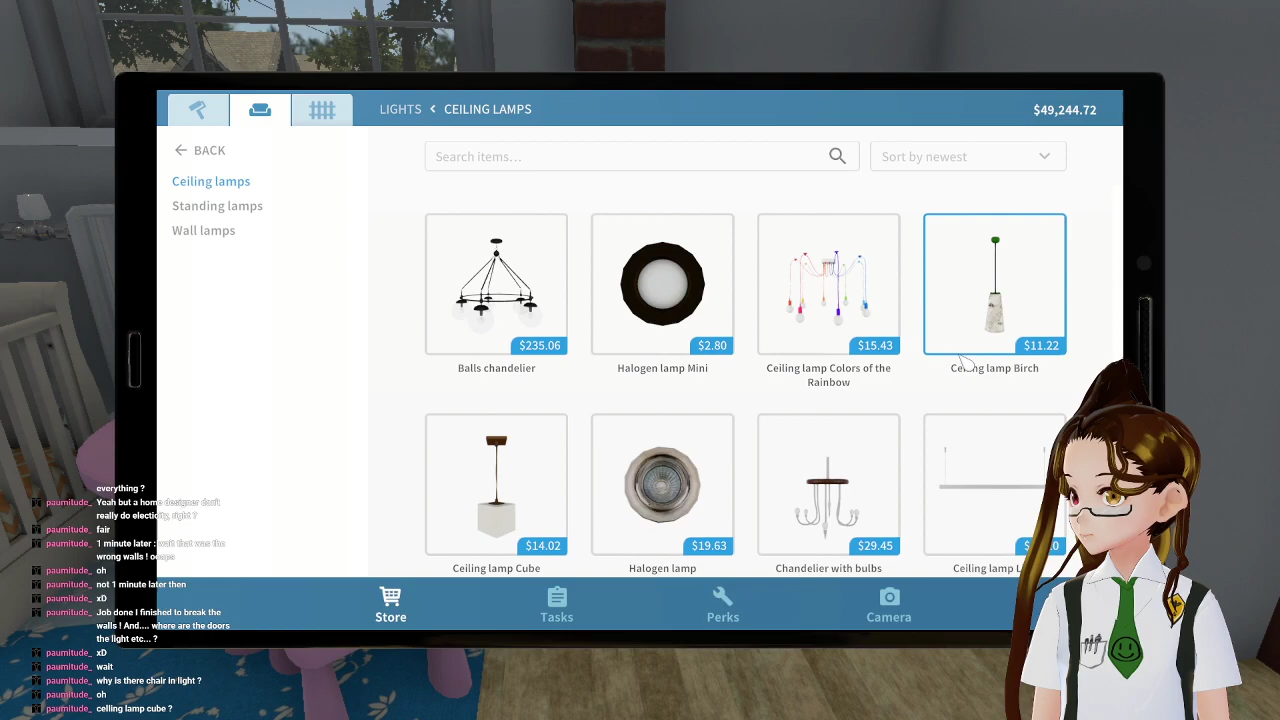 LIGHTS < CEILING LAMPS
$49,244.72
BACK
Search items...
Sort by newest
Ceiling lamps
Standing lamps
Wall lamps
$235.06
$2.80
$15.43
$11.22
Balls chandelier
Halogen lamp Mini
Ceiling lamp Colors of the
Rainbow
Ceiling lamp Birch
$14.02
$19.63
$29.45
Ceiling lamp Cube
Halogen lamp
Chandelier with bulbs
Ceiling lamp
everything ?
paumitude_ Yeah but a home designer don't
really do electicity, right ?
paumitude_ fair
paumitude_ 1 minute later : wait that was the
wrong walls ! ooops
paumitude_ oh
paumitude_ not 1 minute later then
paumitude_ xD
paumitude_ Job done I finished to break the
walls ! And.... where are the doors
the light etc... ?
paumitude_ xD
paumitude_ wait
paumitude_ why is there chair in light ?
paumitude_ oh
paumitude_ celling lamp cube ?
Store
Tasks
Perks
Camera